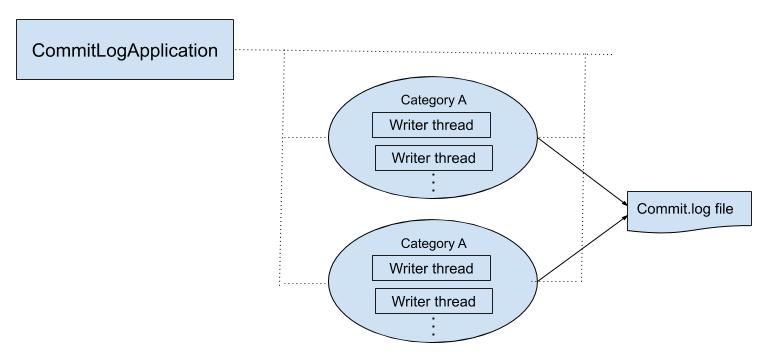 CommitLogApplication
Category A
Writer thread
Writer thread
Commit.log file
Category A
Writer thread
Writer thread